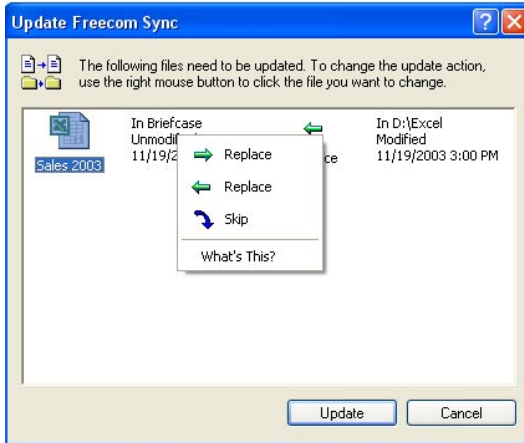 Update Freecom Sync
The following files need to be updated. To change the update action,
use the right mouse button to click the file you want to change.
Sales 2003
In Briefcase
11/19/2
Replace
Replace
Skip
What's This?
In D:\Excel
Modified
11/19/2003 3:00 PM
Update
Cancel